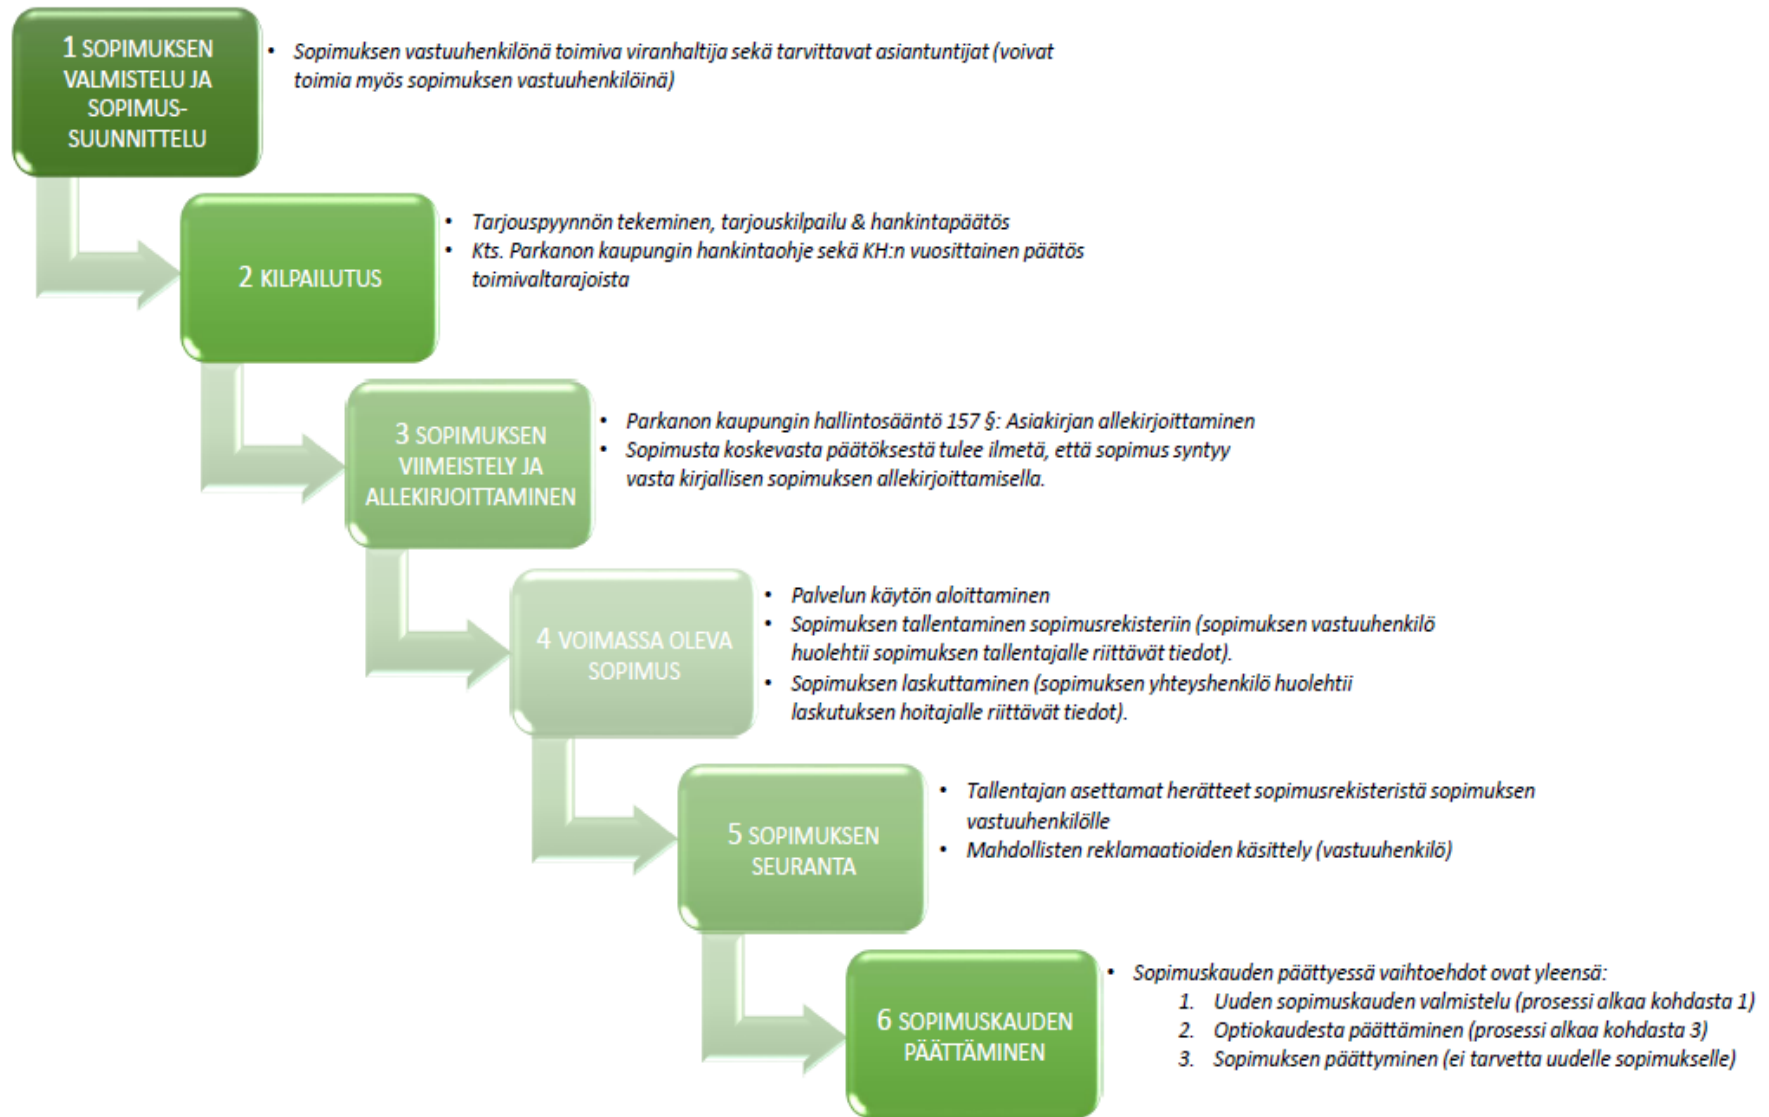 1 SOPIMUKSEN
VALMISTELU JA
SOPIMUS-
SUUNNITTELU
• Sopimuksen vastuuhenkilönä toimiva viranhaltija sekä tarvittavat asiantuntijat (voivat
toimia myös sopimuksen vastuuhenkilöinä)
2 KILPAILUTUS
• Tarjouspyynnön tekeminen, tarjouskilpailu & hankintapäätös
• Kts. Parkanon kaupungin hankintaohje sekä KH:n vuosittainen päätös
toimivaltarajoista
3 SOPIMUKSEN
VIIMEISTELY JA
ALLEKIRJOITTAMINEN
• Parkanon kaupungin hallintosääntö 157 §: Asiakirjan allekirjoittaminen
• Sopimusta koskevasta päätöksestä tulee ilmetä, että sopimus syntyy
vasta kirjallisen sopimuksen allekirjoittamisella.
4 VOIMASSA OLEVA
SOPIMUS
• Palvelun käytön aloittaminen
• Sopimuksen tallentaminen sopimusrekisteriin (sopimuksen vastuuhenkilö
huolehtii sopimuksen tallentajalle riittävät tiedot).
• Sopimuksen laskuttaminen (sopimuksen yhteyshenkilö huolehtii
laskutuksen hoitajalle riittävät tiedot).
5 SOPIMUKSEN
SEURANTA
• Tallentajan asettamat herätteet sopimusrekisteristä sopimuksen
vastuuhenkilölle
• Mahdollisten reklamaatioiden käsittely (vastuuhenkilö)
6 SOPIMUSKAUDEN
PÄÄTTÄMINEN
• Sopimuskauden päättyessä vaihtoehdot ovat yleensä:
1. Uuden sopimuskauden valmistelu (prosessi alkaa kohdasta 1)
2. Optiokaudesta päättäminen (prosessi alkaa kohdasta 3)
3. Sopimuksen päättyminen (ei tarvetta uudelle sopimukselle)